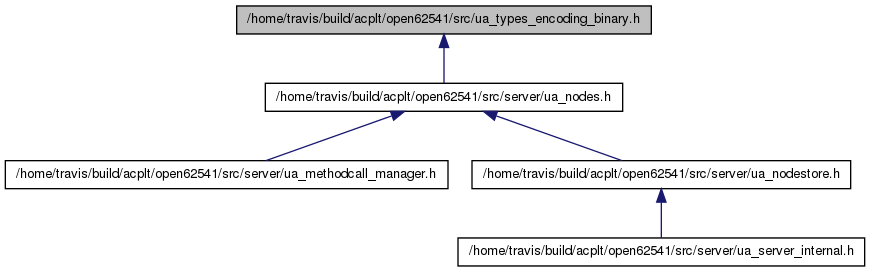 /home/travis/build/acplt/open62541/src/ua_types_encoding_binary.h
/home/travis/build/acplt/open62541/src/server/ua_nodes.h
/home/travis/build/acplt/open62541/src/server/ua_methodcall_manager.h
/home/travis/build/acplt/open62541/src/server/ua_nodestore.h
/home/travis/build/acplt/open62541/src/server/ua_server_internal.h